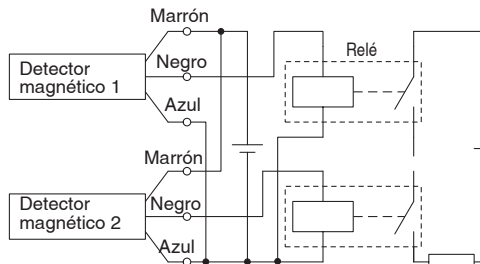 Marrón
Negro
Relé
Detector
magnético 1
Azul
Marrón
Negro
Detector
magnético 2
Azul